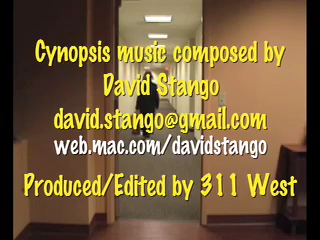 Cynopsis music composed by
David Stango
david.stango@gmail.com
web.mac.com/davidstango
Produced/Edited by 311 West